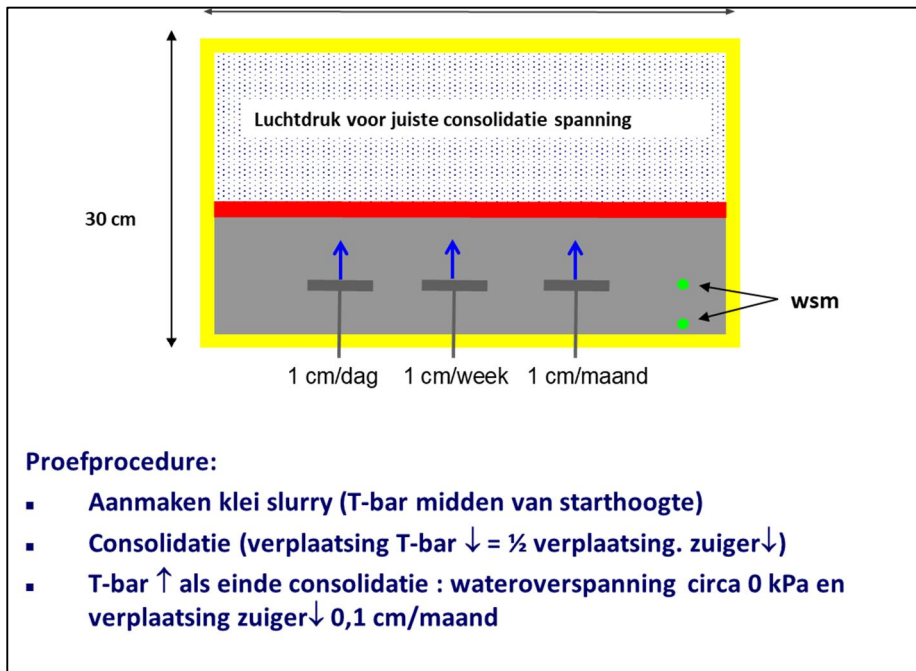 Luchtdruk voor juiste consolidatie spanning
30 cm
wsm
1 cm/dag 1 cm/week 1 cm/maand
Proefprocedure:
▪ Aanmaken klei slurry (T-bar midden van starthoogte)
▪ Consolidatie (verplaatsing T-bar ↓ = ½ verplaatsing. zuiger↓)
▪ T-bar ↑ als einde consolidatie : wateroverspanning circa 0 kPa en
verplaatsing zuiger↓ 0,1 cm/maand